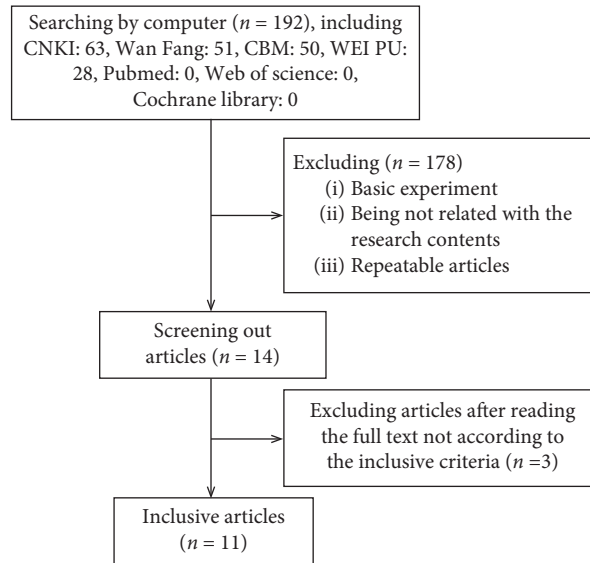 Searching by computer (n = 192), including
CNKI: 63, Wan Fang: 51, CBM: 50, WEI PU:
28, Pubmed: 0, Web of science: 0,
Cochrane library: 0
Excluding (n = 178)
(i) Basic experiment
(ii) Being not related with the
research contents
(iii) Repeatable articles
Screening out
articles (n = 14)
Excluding articles after reading
the full text not according to
the inclusive criteria (n =3)
Inclusive articles
(n = 11)